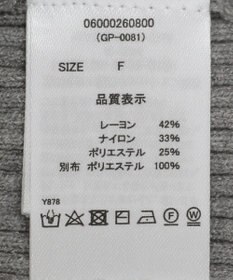 06000260800
(GP-0081)
SIZE F
品質表示
レーヨン 42%
ナイロン 33%
ポリエステル 25%
別布 ポリエステル 100%
Y878